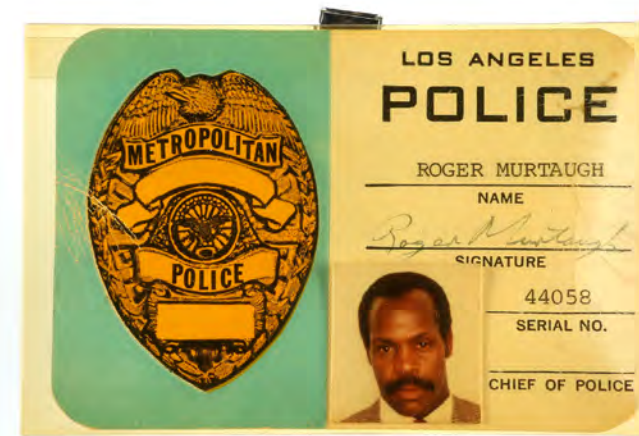 METROPOLITAN
POLICE
LOS ANGELES
POLICE
ROGER MURTAUGH
NAME
Roger Murtaugh
SIGNATURE
44058
SERIAL NO.
CHIEF OF POLICE